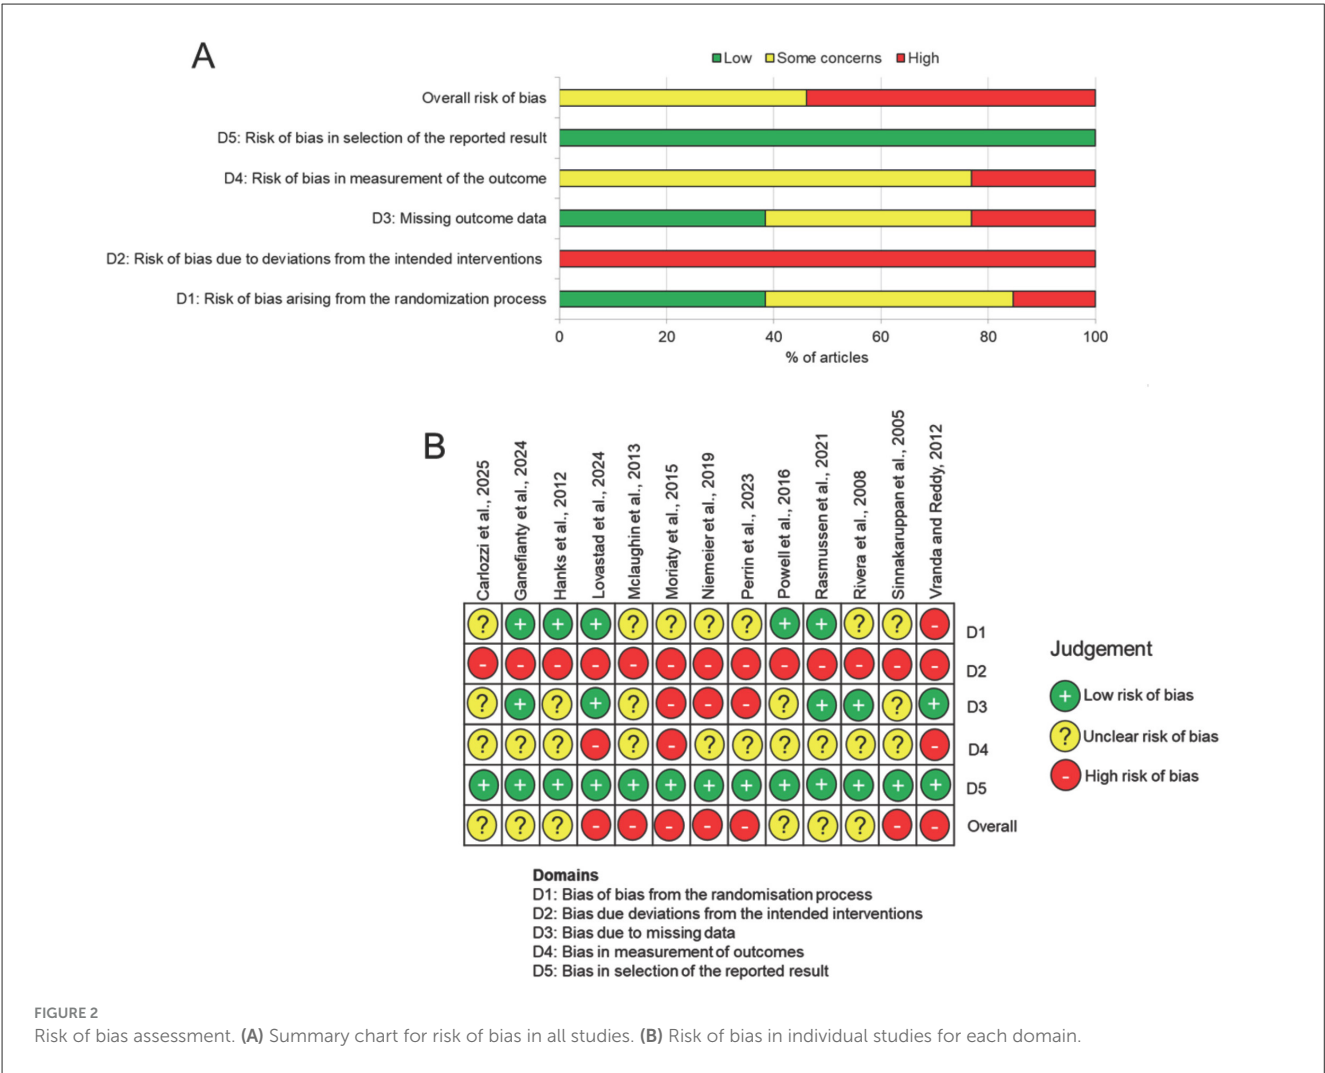 A
Low Some concerns High
Overall risk of bias
D5: Risk of bias in selection of the reported result
D4: Risk of bias in measurement of the outcome
D3: Missing outcome data
D2: Risk of bias due to deviations from the intended interventions
D1: Risk of bias arising from the randomization process
0 20 40 60 80 100
% of articles
B
Carlozzi et al., 2025
Ganefianty et al., 2024
Hanks et al., 2012
Lovastad et al., 2024
Mclaughin et al., 2013
Moriaty et al., 2015
Niemeier et al., 2019
Perrin et al., 2023
Powell et al., 2016
Rasmussen et al., 2021
Rivera et al., 2008
Sinnakaruppan et al., 2005
Vranda and Reddy, 2012
? + + + ? ? ? ? + + ? ? - D1
- - - - - - - - - - - - - D2
? + ? + ? - - - ? + + ? + D3
? ? ? - ? - ? ? ? ? ? ? - D4
+ + + + + + + + + + + + + D5
? ? ? - - - - - ? ? ? - - Overall
Judgement
+ Low risk of bias
? Unclear risk of bias
- High risk of bias
Domains
D1: Bias of bias from the randomisation process
D2: Bias due deviations from the intended interventions
D3: Bias due to missing data
D4: Bias in measurement of outcomes
D5: Bias in selection of the reported result
FIGURE 2
Risk of bias assessment. (A) Summary chart for risk of bias in all studies. (B) Risk of bias in individual studies for each domain.